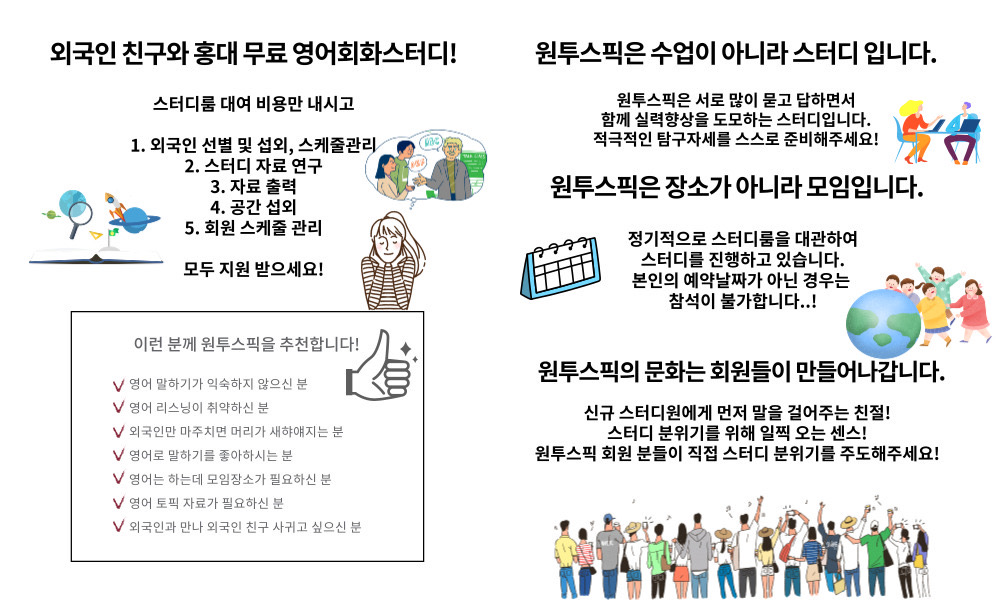 외국인 친구와 홍대 무료 영어회화스터디!
스터디룸 대여 비용만 내시고
1. 외국인 선별 및 섭외, 스케줄관리
2. 스터디 자료 연구
3. 자료 출력
4. 공간 섭외
5. 회원 스케줄 관리
모두 지원 받으세요!
이런 분께 원투스픽을 추천합니다!
영어 말하기가 익숙하지 않으신 분
영어 리스닝이 취약하신 분
외국인만 마주치면 머리가 새햐얘지는 분
영어로 말하기를 좋아하시는 분
영어는 하는데 모임장소가 필요하신 분
영어 토픽 자료가 필요하신 분
외국인과 만나 외국인 친구 사귀고 싶으신 분
원투스픽은 수업이 아니라 스터디 입니다.
원투스픽은 서로 많이 묻고 답하면서
함께 실력향상을 도모하는 스터디입니다.
적극적인 탐구자세를 스스로 준비해주세요!
원투스픽은 장소가 아니라 모임입니다.
정기적으로 스터디룸을 대관하여
스터디를 진행하고 있습니다.
본인의 예약날짜가 아닌 경우는
참석이 불가합니다..!
원투스픽의 문화는 회원들이 만들어나갑니다.
신규 스터디원에게 먼저 말을 걸어주는 친절!
스터디 분위기를 위해 일찍 오는 센스!
원투스픽 회원 분들이 직접 스터디 분위기를 주도해주세요!